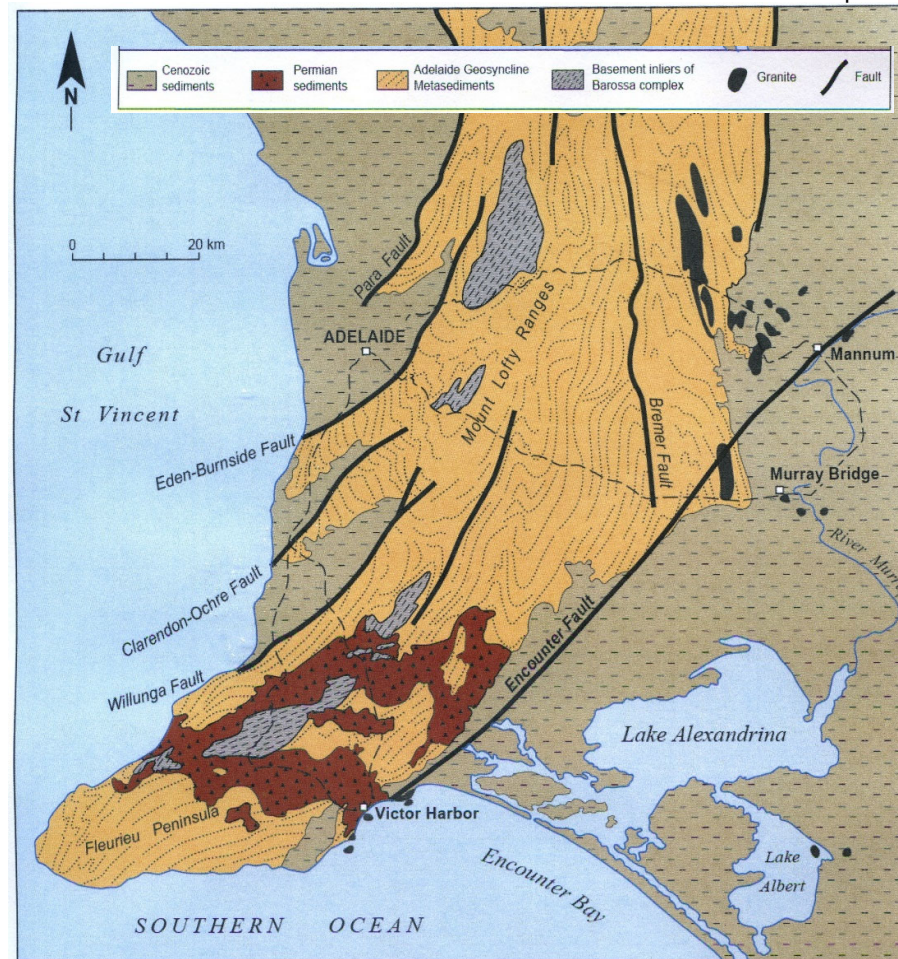 Cenozoic
sediments
Permian
sediments
Adelaide Geosyncline
Metasediments
Basement inliers of
Barossa complex
Granite
Fault
N
0 20 km
Para Fault
ADELAIDE
Gulf
St Vincent
Mount Lofty Ranges
Mannum
Eden-Burnside Fault
Bremer Fault
Murray Bridge
River Murr
Clarendon-Ochre Fault
Encounter Fault
Willunga Fault
Lake Alexandrina
Fleurieu Peninsula
Victor Harbor
Encounter Bay
Lake
Albert
SOUTHERN OCEAN